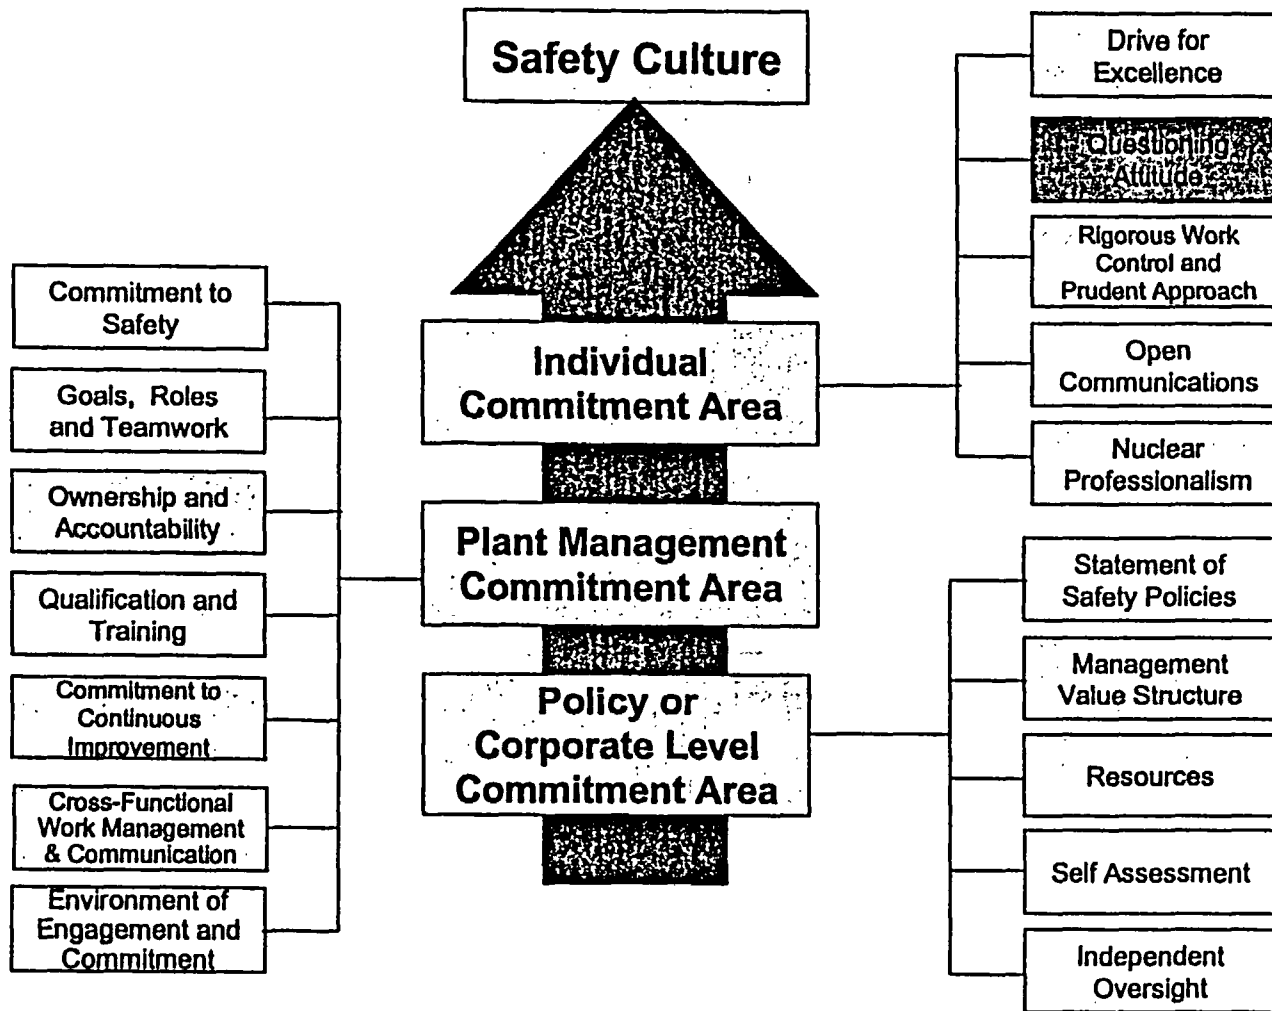 Safety Culture
Individual
Commitment Area
Plant Management
Commitment Area
Policy or
Corporate Level
Commitment Area
Commitment to
Safety
Goals, Roles
and Teamwork
Ownership and
Accountability
Qualification and
Training
Commitment to
Continuous
Improvement
Cross-Functional
Work Management
& Communication
Environment of
Engagement and
Commitment
Drive for
Excellence
Questioning
Attitude
Rigorous Work
Control and
Prudent Approach
Open
Communications
Nuclear
Professionalism
Statement of
Safety Policies
Management
Value Structure
Resources
Self Assessment
Independent
Oversight